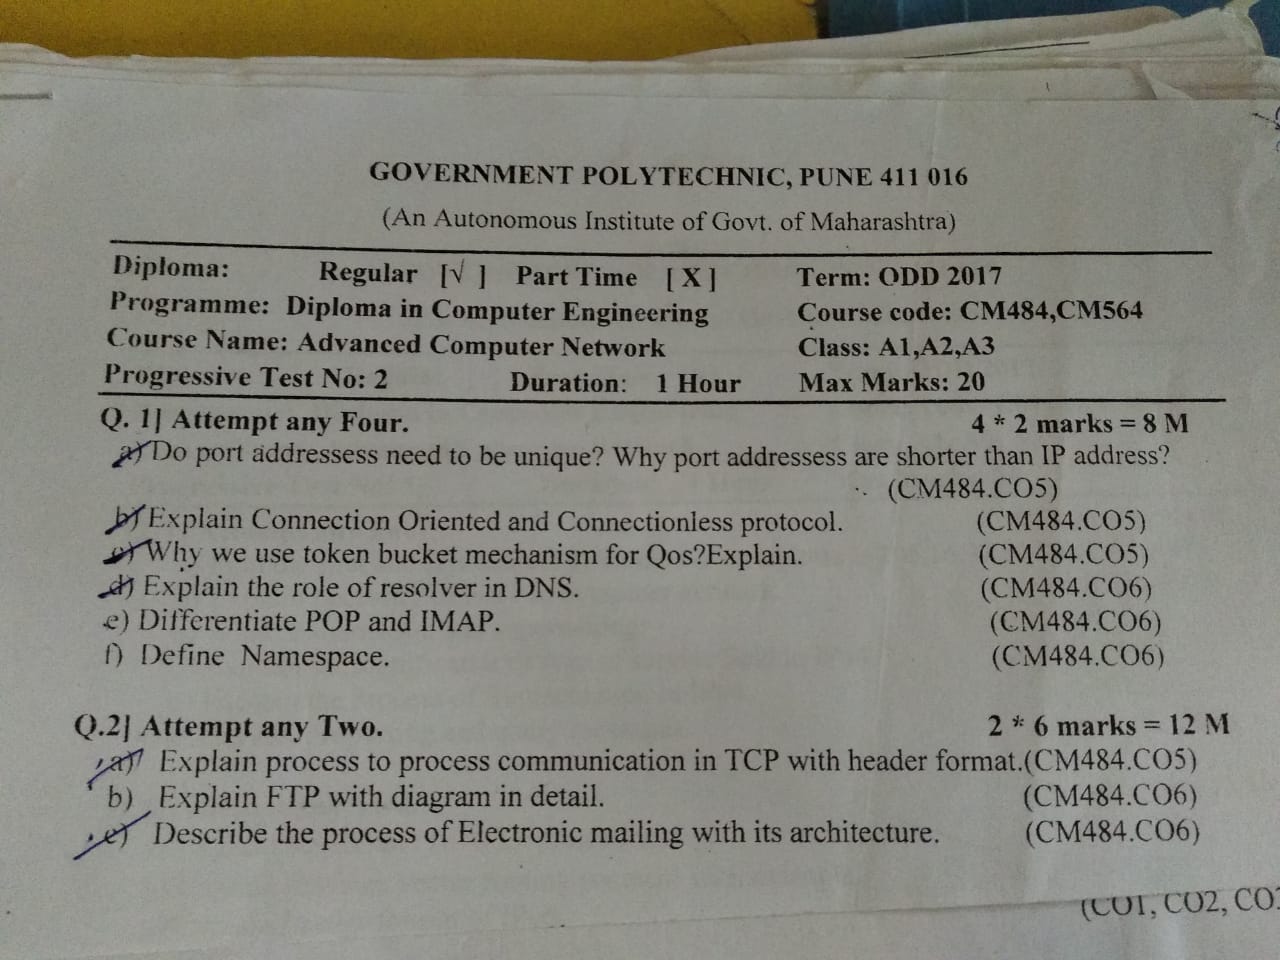 GOVERNMENT POLYTECHNIC, PUNE 411 016
(An Autonomous Institute of Govt. of Maharashtra)
Diploma: Regular [√ ] Part Time [ X ] Term: ODD 2017
Programme: Diploma in Computer Engineering Course code: CM484,CM564
Course Name: Advanced Computer Network Class: A1,A2,A3
Progressive Test No: 2 Duration: 1 Hour Max Marks: 20
Q. 1] Attempt any Four. 4 * 2 marks = 8 M
a) Do port addressess need to be unique? Why port addressess are shorter than IP address?
(CM484.CO5)
b) Explain Connection Oriented and Connectionless protocol. (CM484.CO5)
c) Why we use token bucket mechanism for Qos?Explain. (CM484.CO5)
d) Explain the role of resolver in DNS. (CM484.CO6)
e) Differentiate POP and IMAP. (CM484.CO6)
f) Define Namespace. (CM484.CO6)
Q.2] Attempt any Two. 2 * 6 marks = 12 M
a) Explain process to process communication in TCP with header format.(CM484.CO5)
b) Explain FTP with diagram in detail. (CM484.CO6)
c) Describe the process of Electronic mailing with its architecture. (CM484.CO6)
(CO1, CO2, CO